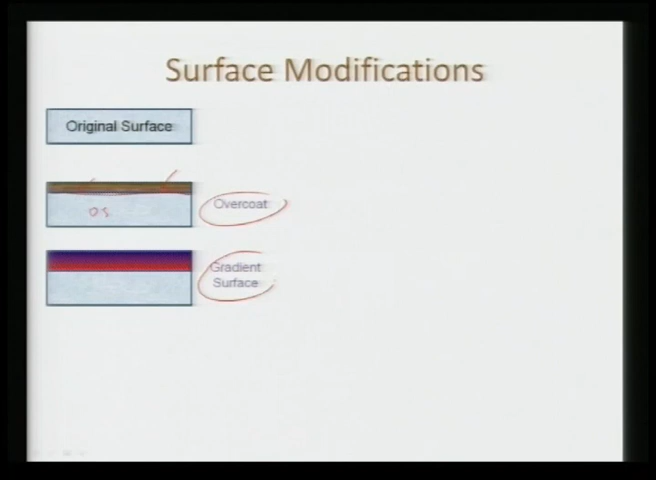 Surface Modifications
Original Surface
os
Overcoat
Gradient
Surface